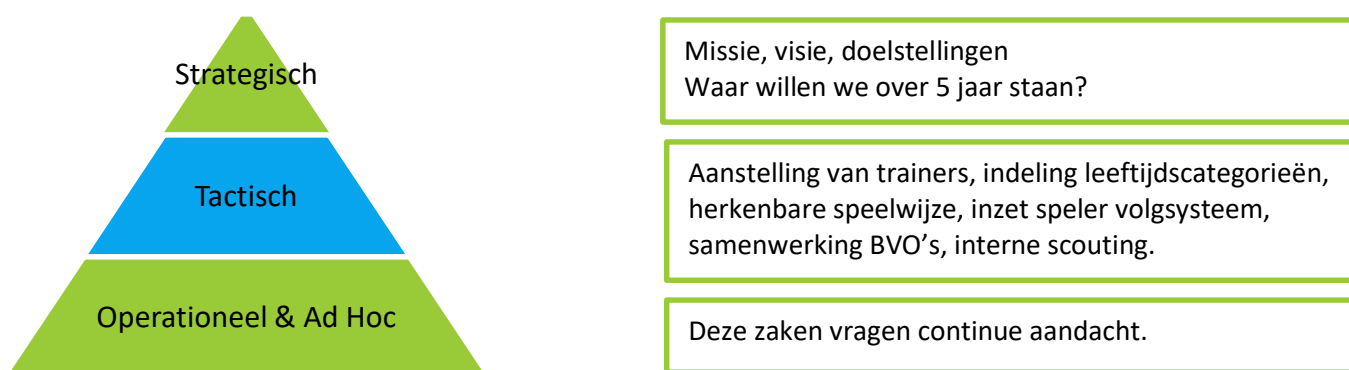 Strategisch
Missie, visie, doelstellingen
Waar willen we over 5 jaar staan?
Tactisch
Aanstelling van trainers, indeling leeftijdscategorieën,
herkenbare speelwijze, inzet speler volgsysteem,
samenwerking BVO’s, interne scouting.
Operationeel & Ad Hoc
Deze zaken vragen continue aandacht.